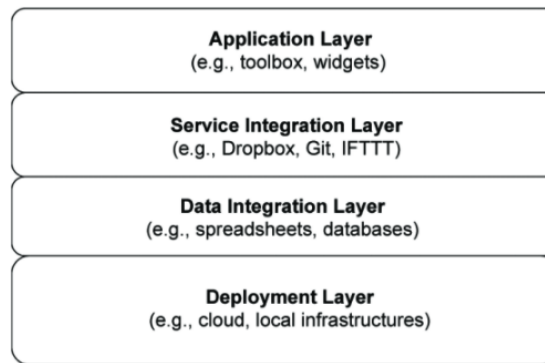 Application Layer
(e.g., toolbox, widgets)
Service Integration Layer
(e.g., Dropbox, Git, IFTTT)
Data Integration Layer
(e.g., spreadsheets, databases)
Deployment Layer
(e.g., cloud, local infrastructures)